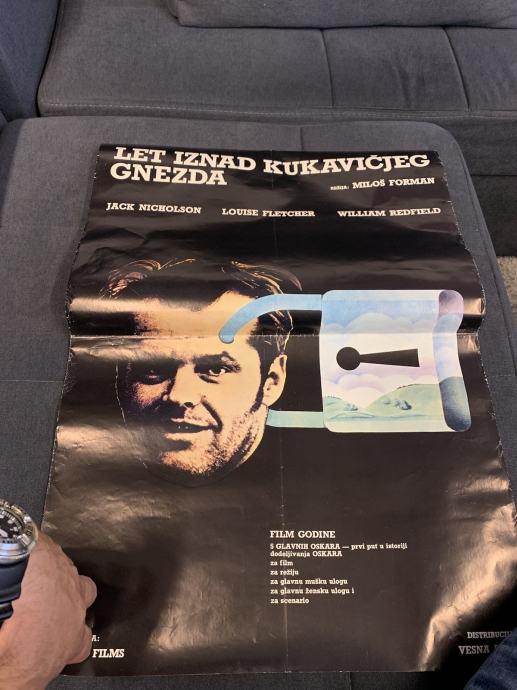 LET IZNAD KUKAVIČJEG
GNEZDA
REŽIJA: MILOŠ FORMAN
JACK NICHOLSON LOUISE FLETCHER WILLIAM REDFIELD
FILM GODINE
5 GLAVNIH OSKARA — prvi put u istoriji
dodeljivanja OSKARA
za film
za režiju
za glavnu mušku ulogu
za glavnu žensku ulogu i
za scenario
A:
FILMS
DISTRIBUCIJ
VESNA